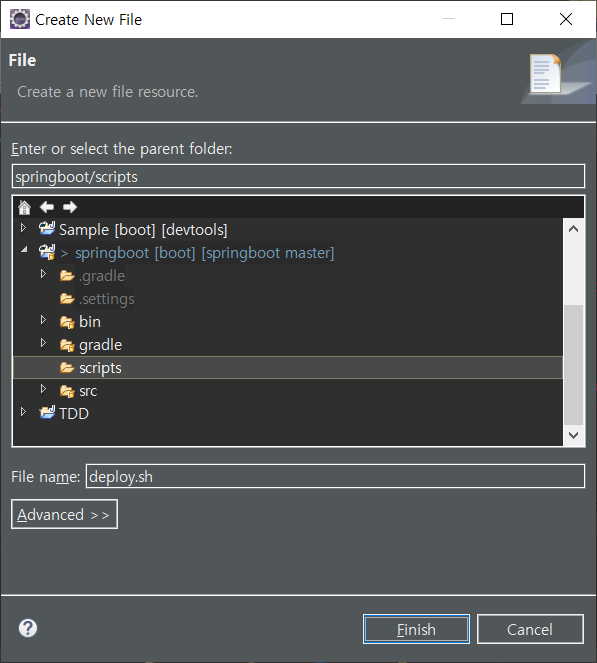 Create New File
File
Create a new file resource.
Enter or select the parent folder:
springboot/scripts
Sample [boot] [devtools]
> springboot [boot] [springboot master]
.gradle
.settings
bin
gradle
scripts
src
TDD
File name: deploy.sh
Advanced >>
Finish Cancel